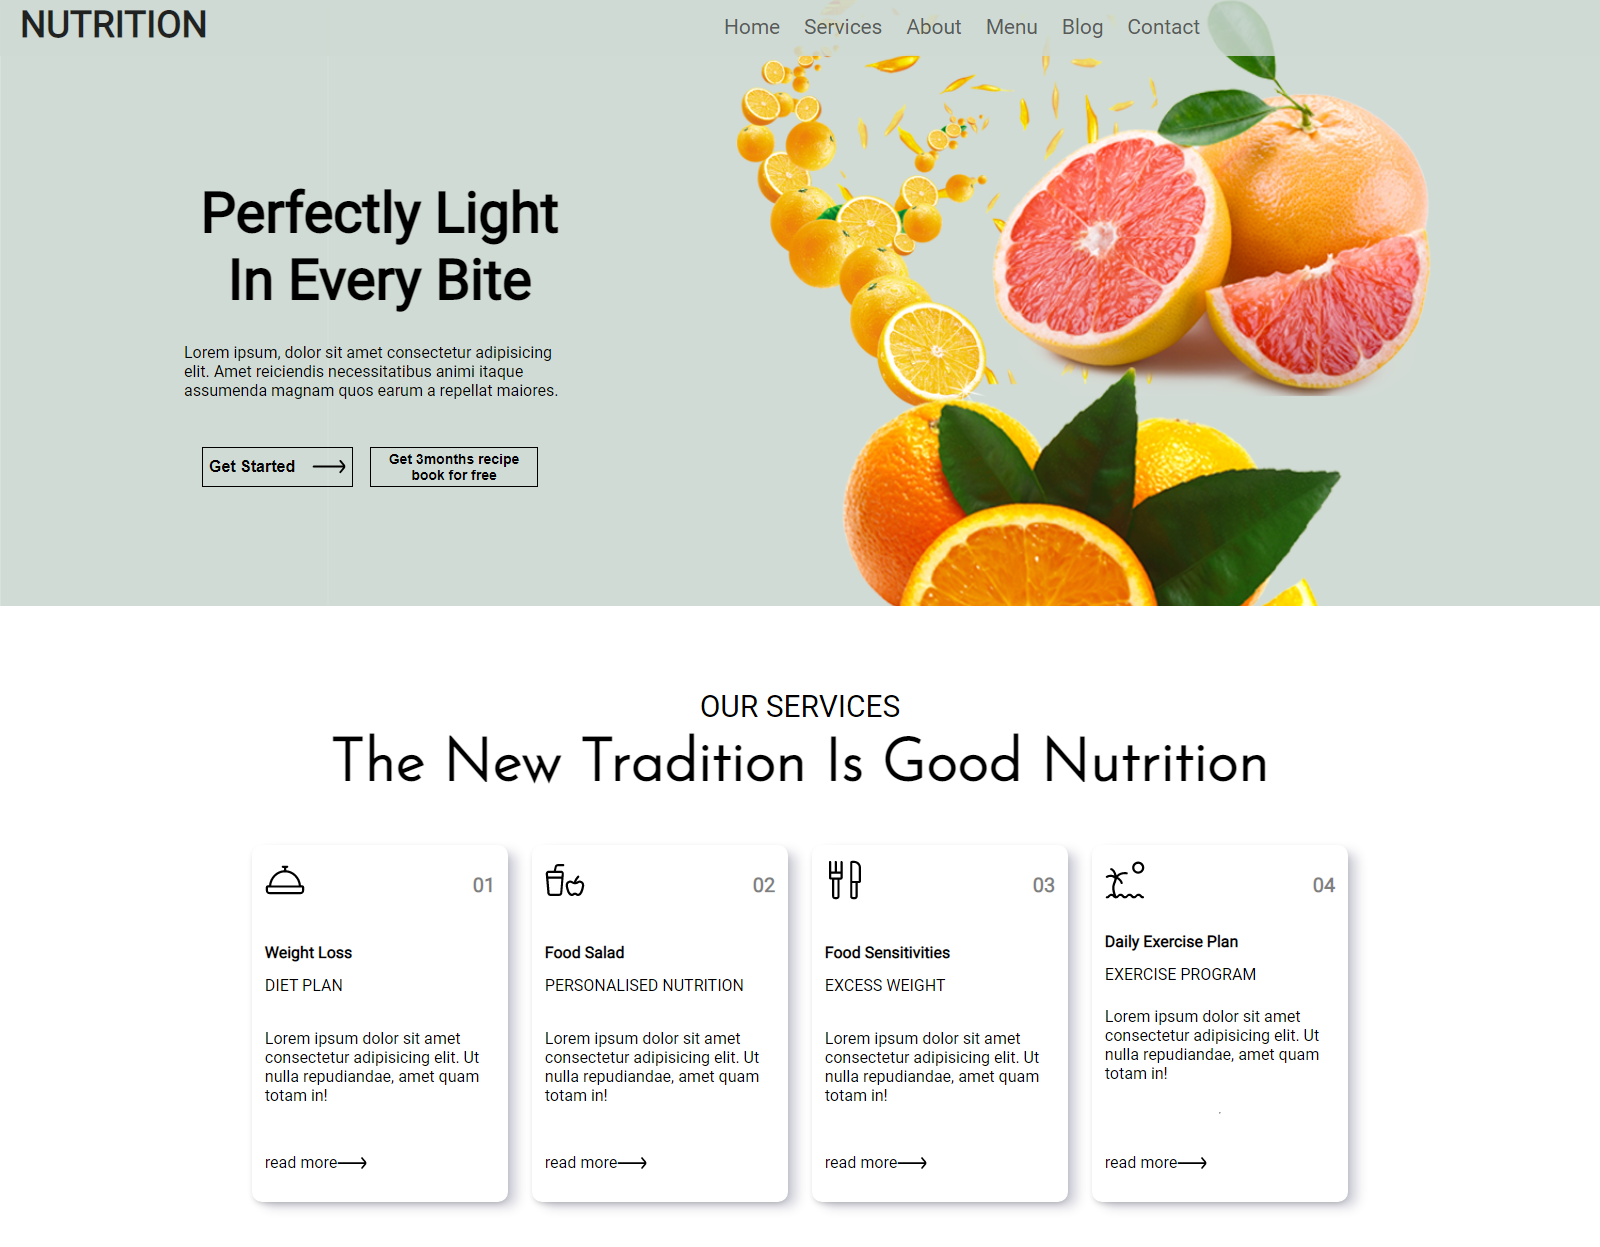 NUTRITION
Home Services About Menu Blog Contact
Perfectly Light
In Every Bite
Lorem ipsum, dolor sit amet consectetur adipisicing
elit. Amet reiciendis necessitatibus animi itaque
assumenda magnam quos earum a repellat maiores.
Get Started
Get 3months recipe
book for free
OUR SERVICES
The New Tradition Is Good Nutrition
01
Weight Loss
DIET PLAN
Lorem ipsum dolor sit amet
consectetur adipisicing elit. Ut
nulla repudiandae, amet quam
totam in!
read more
02
Food Salad
PERSONALISED NUTRITION
Lorem ipsum dolor sit amet
consectetur adipisicing elit. Ut
nulla repudiandae, amet quam
totam in!
read more
03
Food Sensitivities
EXCESS WEIGHT
Lorem ipsum dolor sit amet
consectetur adipisicing elit. Ut
nulla repudiandae, amet quam
totam in!
read more
04
Daily Exercise Plan
EXERCISE PROGRAM
Lorem ipsum dolor sit amet
consectetur adipisicing elit. Ut
nulla repudiandae, amet quam
totam in!
.
read more